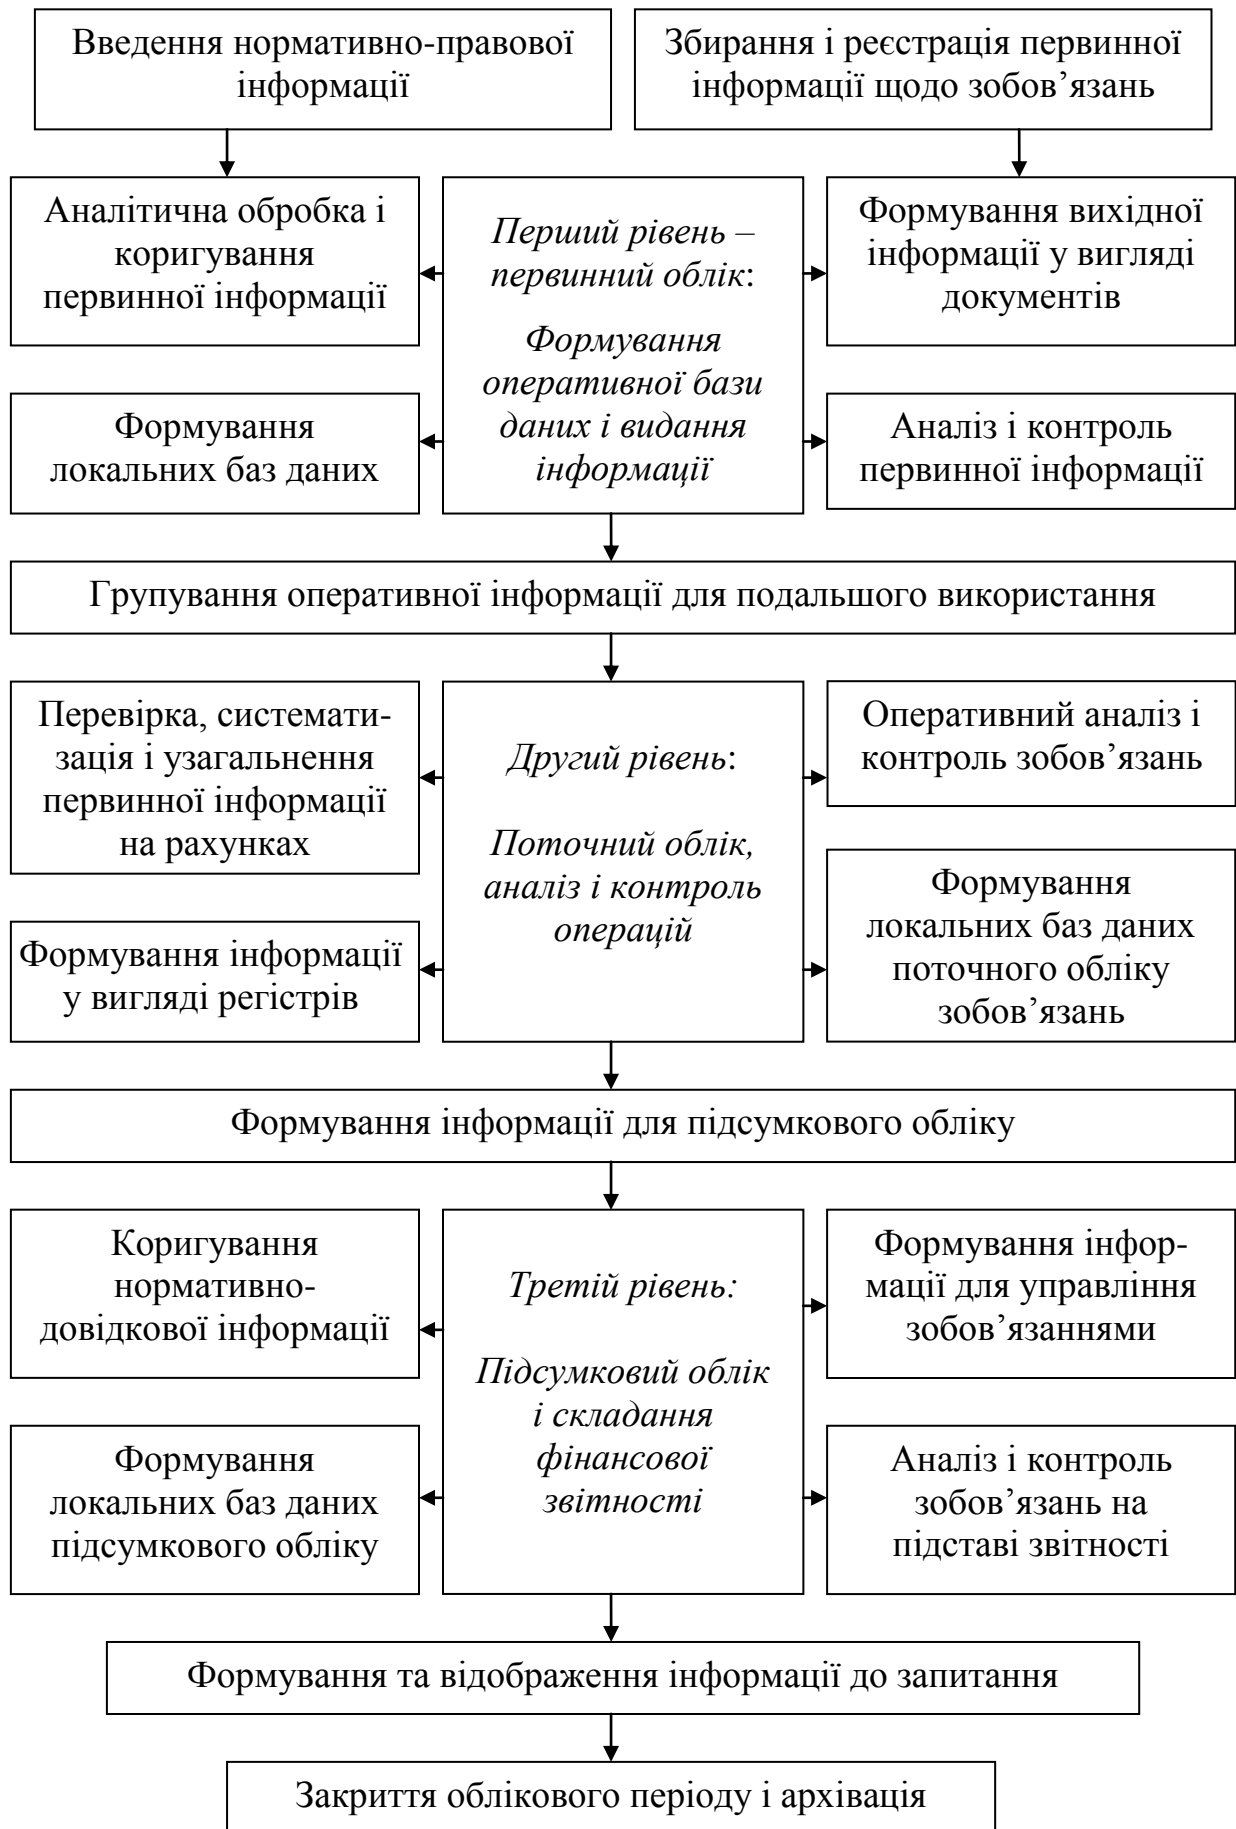 Введення нормативно-правової
інформації
Збирання і реєстрація первинної
інформації щодо зобов’язань
Аналітична обробка і
коригування
первинної інформації
Перший рівень –
первинний облік:
Формування
оперативної бази
даних і видання
інформації
Формування вихідної
інформації у вигляді
документів
Формування
локальних баз даних
Аналіз і контроль
первинної інформації
Групування оперативної інформації для подальшого використання
Перевірка, системати-
зація і узагальнення
первинної інформації
на рахунках
Другий рівень:
Поточний облік,
аналіз і контроль
операцій
Оперативний аналіз і
контроль зобов’язань
Формування інформації
у вигляді регістрів
Формування
локальних баз даних
поточного обліку
зобов’язань
Формування інформації для підсумкового обліку
Коригування
нормативно-
довідкової інформації
Третій рівень:
Підсумковий облік
і складання
фінансової
звітності
Формування інфор-
мації для управління
зобов’язаннями
Формування
локальних баз даних
підсумкового обліку
Аналіз і контроль
зобов’язань на
підставі звітності
Формування та відображення інформації до запитання
Закриття облікового періоду і архівація